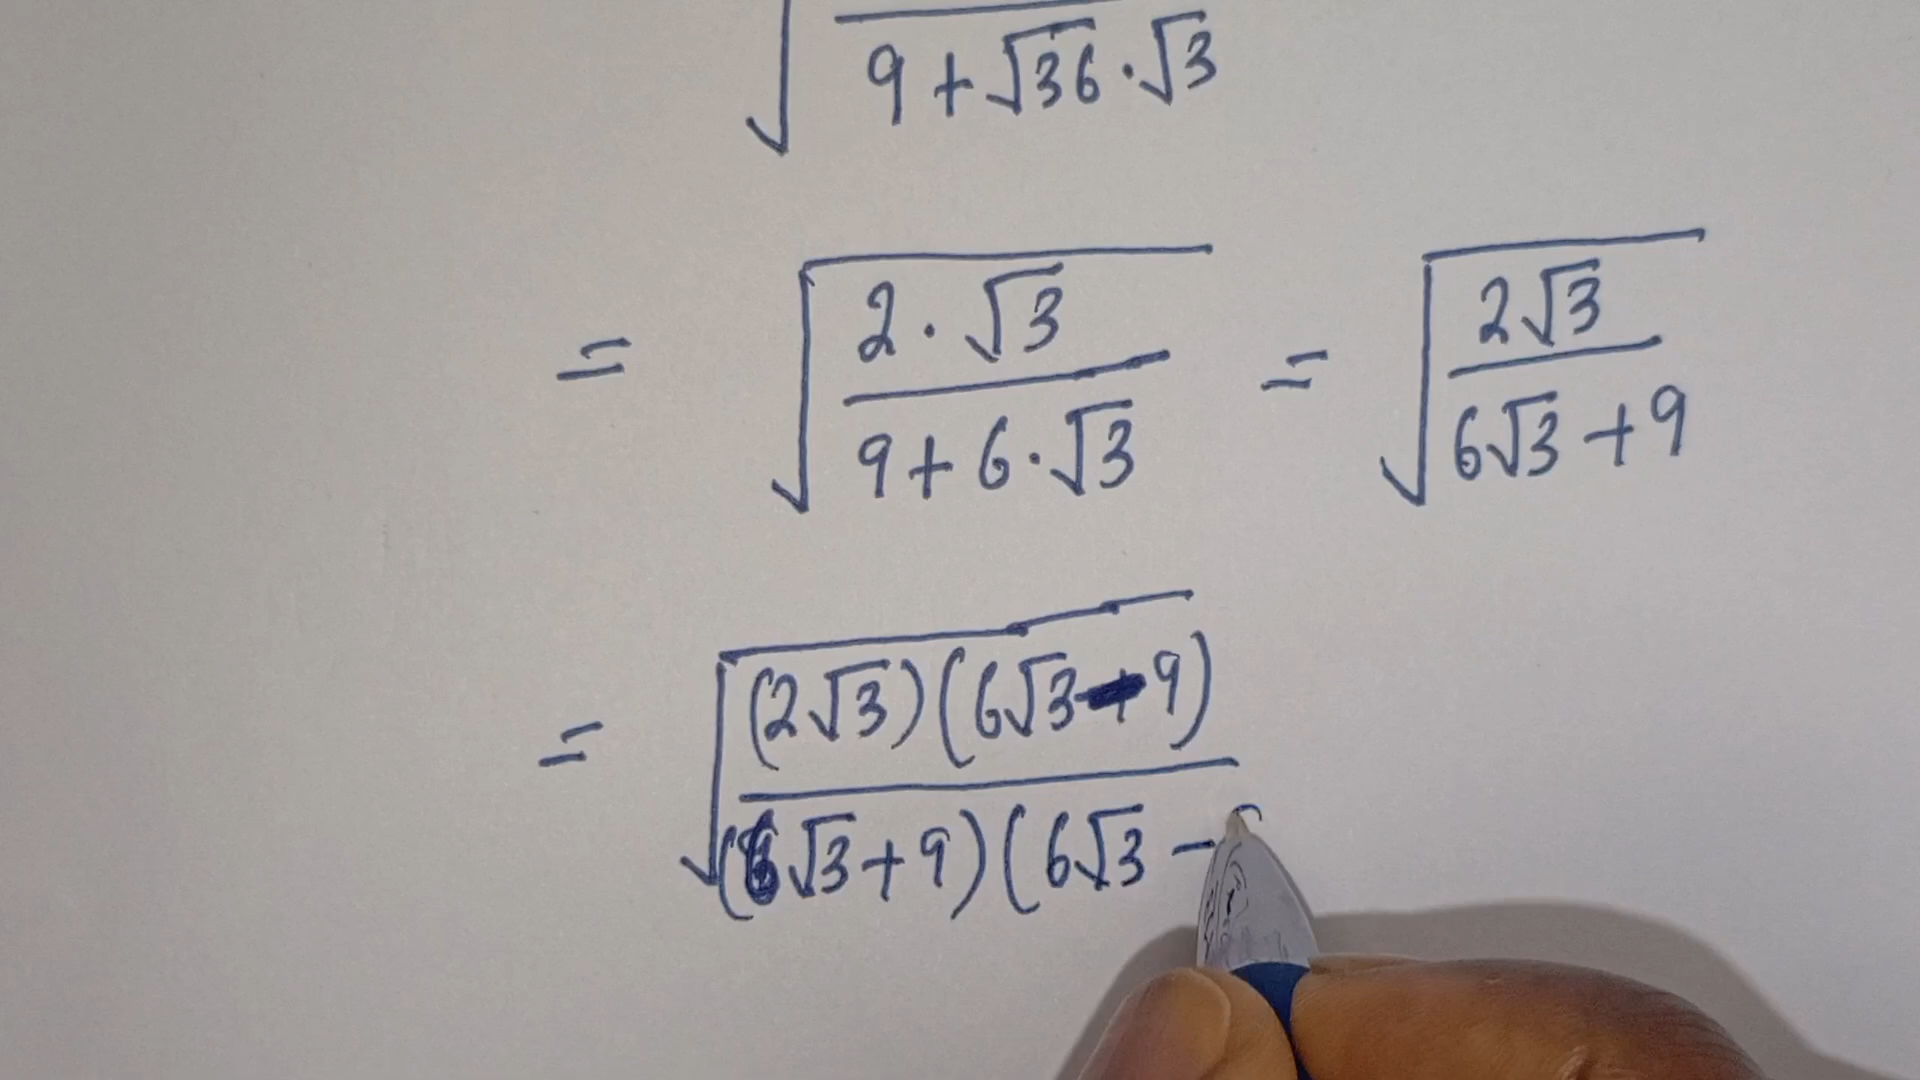 √ 9 + √36 · √3
= √(2 · √3 / 9 + 6 · √3) = √(2√3 / 6√3 + 9)
= √((2√3)(6√3 - 9) / (6√3 + 9)(6√3 -